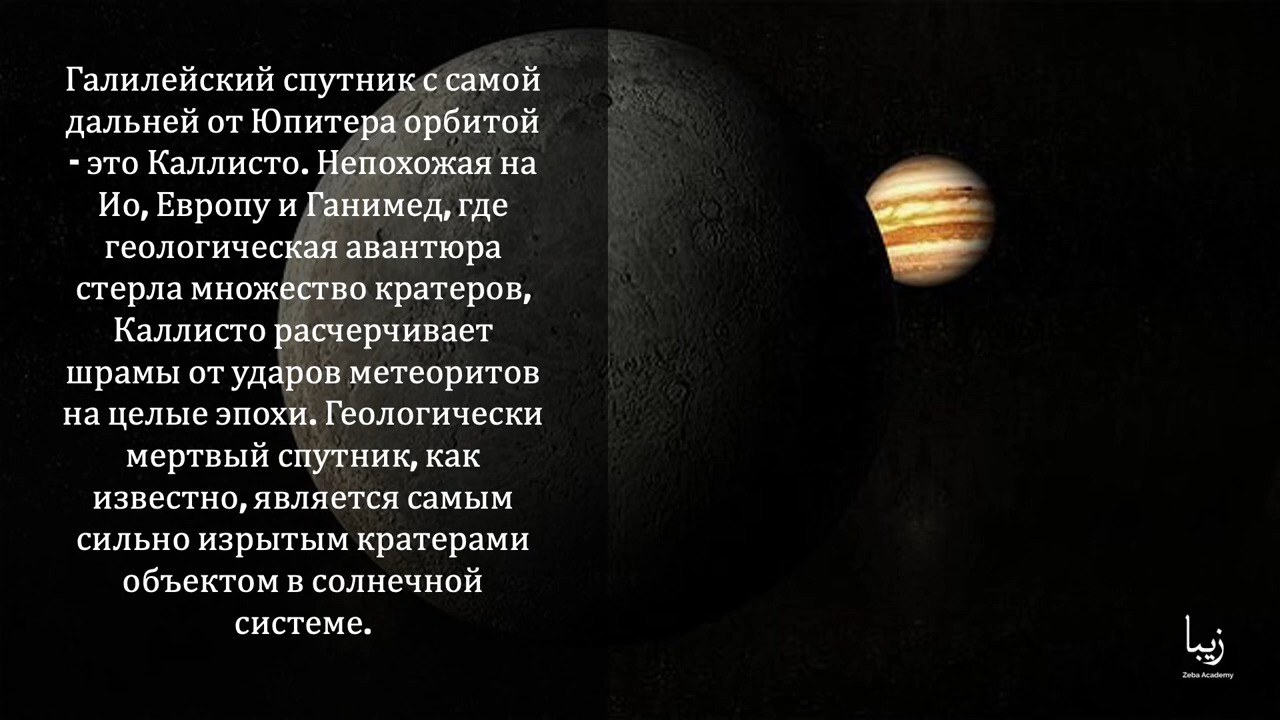 Галилейский спутник с самой
дальней от Юпитера орбитой
- это Каллисто. Непохожая на
Ио, Европу и Ганимед, где
геологическая авантюра
стерла множество кратеров,
Каллисто расчерчивает
шрамы от ударов метеоритов
на целые эпохи. Геологически
мертвый спутник, как
известно, является самым
сильно изрытым кратерами
объектом в солнечной
системе.
زيبا
Zeba Academy